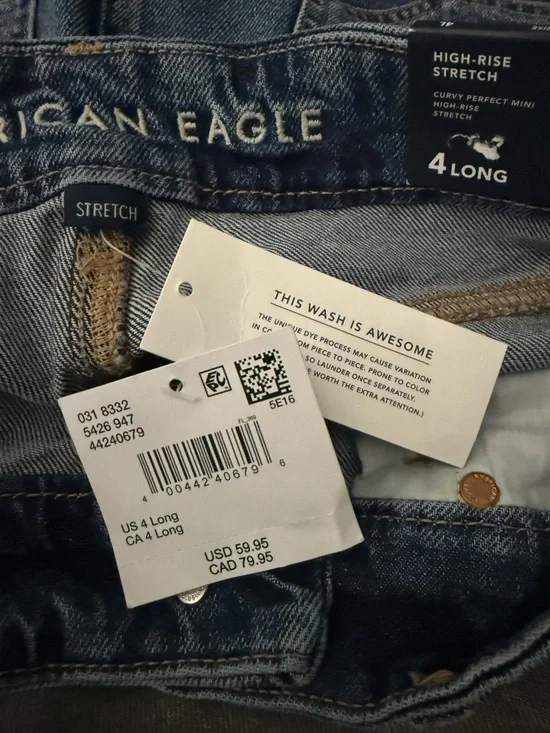 RICAN EAGLE
STRETCH
4L
HIGH-RISE
STRETCH
CURVY PERFECT MINI
HIGH-RISE
STRETCH
4 LONG
THIS WASH IS AWESOME
THE UNIQUE DYE PROCESS MAY CAUSE VARIATION
IN CO OM PIECE TO PIECE. PRONE TO COLOR
SO LAUNDER ONCE SEPARATELY.
E WORTH THE EXTRA ATTENTION.)
031 8332
5426 947
44240679
5E16
FL_369
4 00442 40679 6
US 4 Long
CA 4 Long
USD 59.95
CAD 79.95